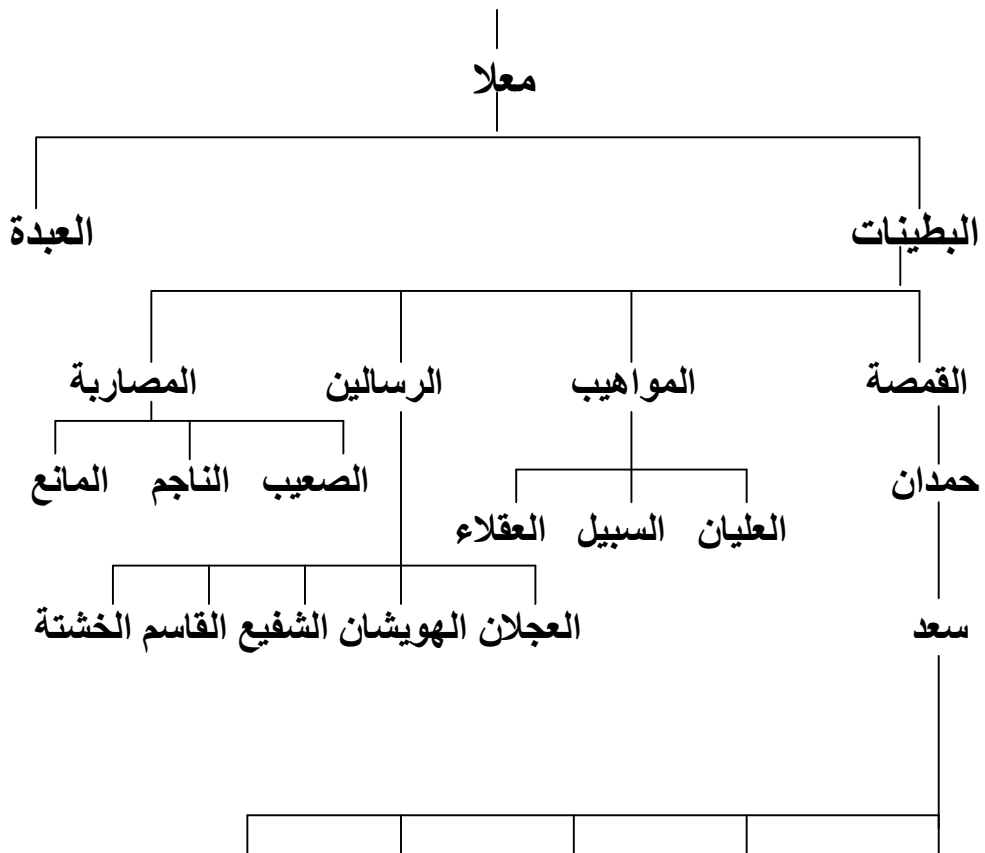 معلا
البطينات العبدة
القمصة المواهيب الرسالين المصاربة
حمدان الصعيب الناجم المانع
العليان السبيل العقلاء
سعد العجلان الهويشان الشفيع القاسم الخشتة